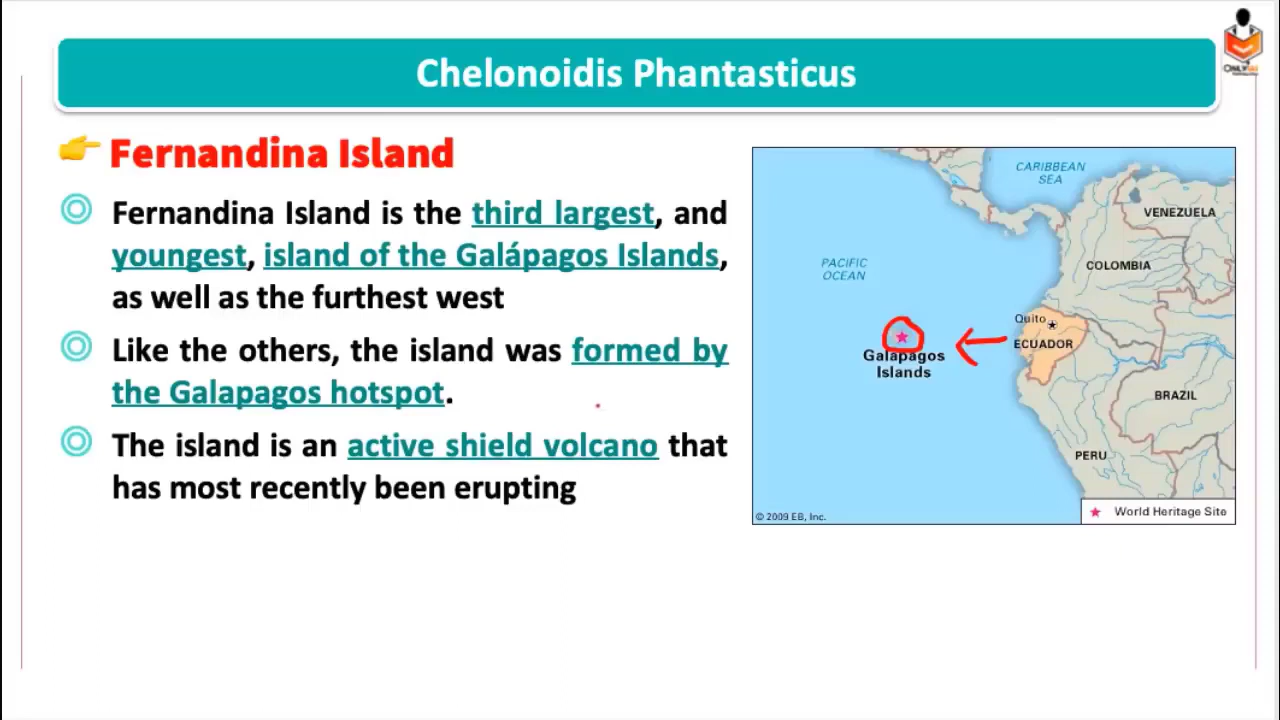 Chelonoidis Phantasticus
Fernandina Island
Fernandina Island is the third largest, and
youngest, island of the Galápagos Islands,
as well as the furthest west
Like the others, the island was formed by
the Galapagos hotspot.
The island is an active shield volcano that
has most recently been erupting
CARIBBEAN
SEA
VENEZUELA
COLOMBIA
PACIFIC
OCEAN
Quito
ECUADOR
Galapagos
Islands
BRAZIL
PERU
World Heritage Site
© 2009 EB, Inc.